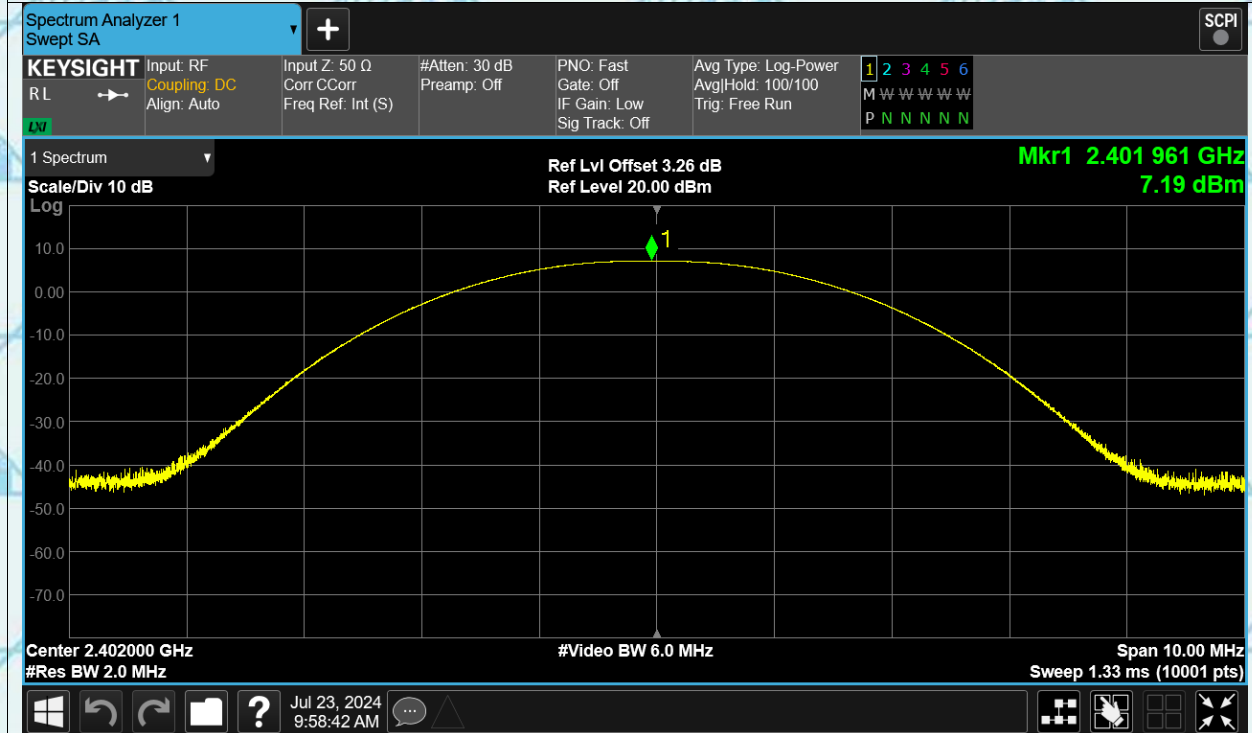 Spectrum Analyzer 1
Swept SA
+
SCPI
KEYSIGHT
RL
LXI
Input: RF
Coupling: DC
Align: Auto
Input Z: 50 Ω
Corr CCorr
Freq Ref: Int (S)
#Atten: 30 dB
Preamp: Off
PNO: Fast
Gate: Off
IF Gain: Low
Sig Track: Off
Avg Type: Log-Power
Avg|Hold: 100/100
Trig: Free Run
1 2 3 4 5 6
M W W W W W
P N N N N N
1 Spectrum
Scale/Div 10 dB
Log
Ref Lvl Offset 3.26 dB
Ref Level 20.00 dBm
Mkr1 2.401 961 GHz
7.19 dBm
1
10.0
0.00
-10.0
-20.0
-30.0
-40.0
-50.0
-60.0
-70.0
Center 2.402000 GHz
#Res BW 2.0 MHz
#Video BW 6.0 MHz
Span 10.00 MHz
Sweep 1.33 ms (10001 pts)
?
Jul 23, 2024
9:58:42 AM